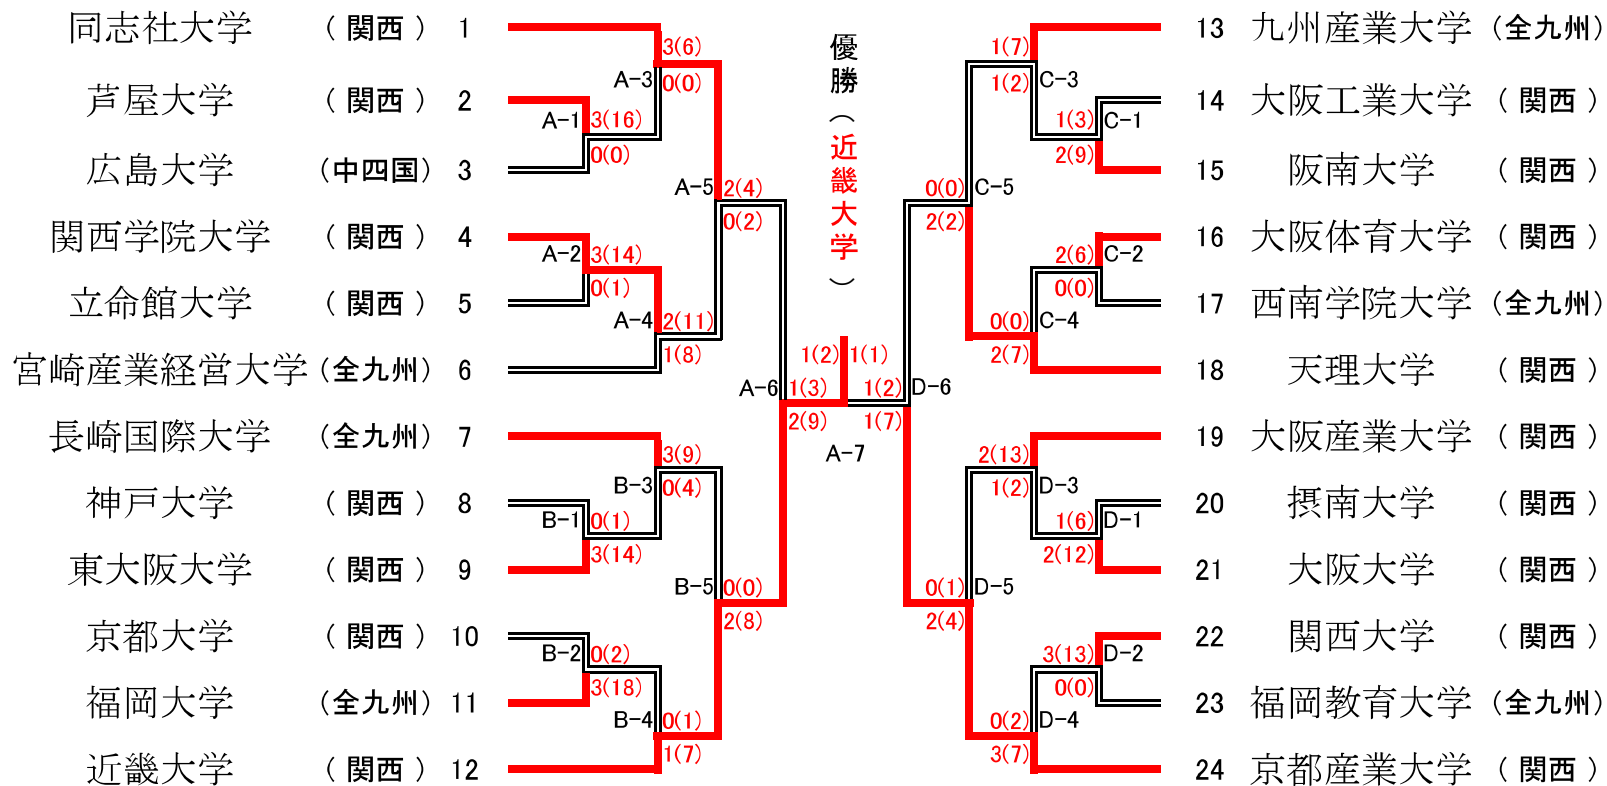 同志社大学 （ 関西 ） 1
芦屋大学 （ 関西 ） 2
広島大学 （中四国） 3
関西学院大学 （ 関西 ） 4
立命館大学 （ 関西 ） 5
宮崎産業経営大学 （全九州） 6
長崎国際大学 （全九州） 7
神戸大学 （ 関西 ） 8
東大阪大学 （ 関西 ） 9
京都大学 （ 関西 ） 10
福岡大学 （全九州） 11
近畿大学 （ 関西 ） 12
A-3 3(6)
0(0)
A-1 3(16)
0(0)
A-5 2(4)
0(2)
A-2 3(14)
0(1)
A-4 2(11)
1(8)
A-6 1(3)
2(9)
B-3 3(9)
0(4)
B-1 0(1)
3(14)
B-5 0(0)
2(8)
B-2 0(2)
3(18)
B-4 0(1)
1(7)
優勝（近畿大学）
1(2) 1(1)
A-7
1(7) C-3
1(2)
1(3) C-1
2(9)
0(0) C-5
2(2)
2(6) C-2
0(0)
0(0) C-4
2(7)
1(2) D-6
1(7)
2(13) D-3
1(2)
1(6) D-1
2(12)
0(1) D-5
2(4)
3(13) D-2
0(0)
0(2) D-4
3(7)
13 九州産業大学 （全九州）
14 大阪工業大学 （ 関西 ）
15 阪南大学 （ 関西 ）
16 大阪体育大学 （ 関西 ）
17 西南学院大学 （全九州）
18 天理大学 （ 関西 ）
19 大阪産業大学 （ 関西 ）
20 摂南大学 （ 関西 ）
21 大阪大学 （ 関西 ）
22 関西大学 （ 関西 ）
23 福岡教育大学 （全九州）
24 京都産業大学 （ 関西 ）